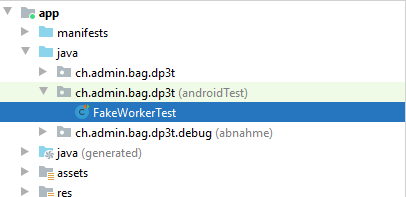 app
manifests
java
ch.admin.bag.dp3t
ch.admin.bag.dp3t (androidTest)
FakeWorkerTest
ch.admin.bag.dp3t.debug (abnahme)
java (generated)
assets
res